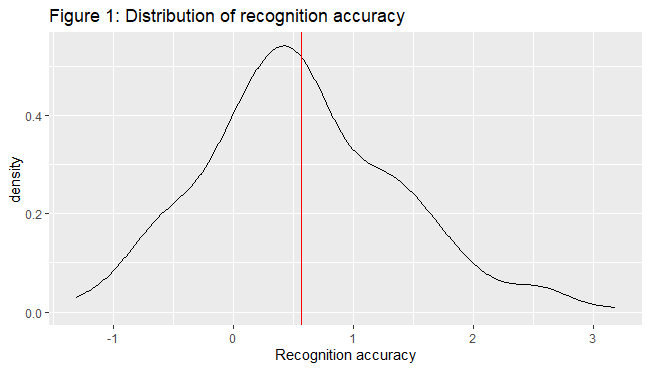 Figure 1: Distribution of recognition accuracy
density
0.4
0.2
0.0
-1
0
1
2
3
Recognition accuracy